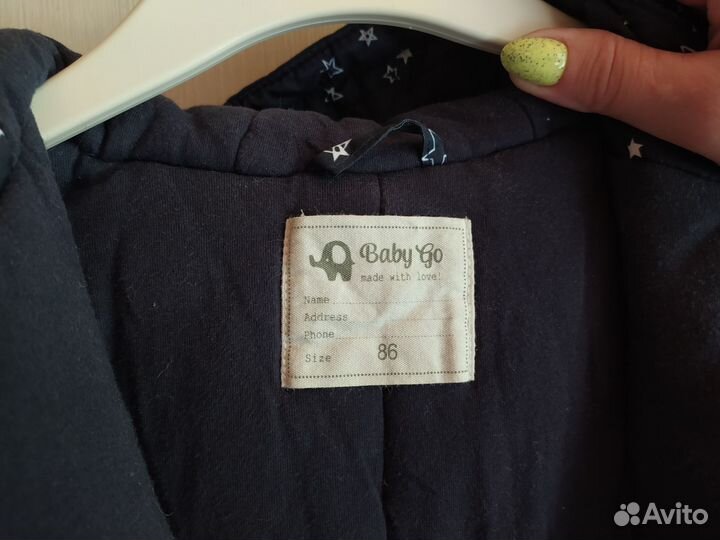 Baby Go
made with love!
Name
Address
Phone
Size 86
Avito